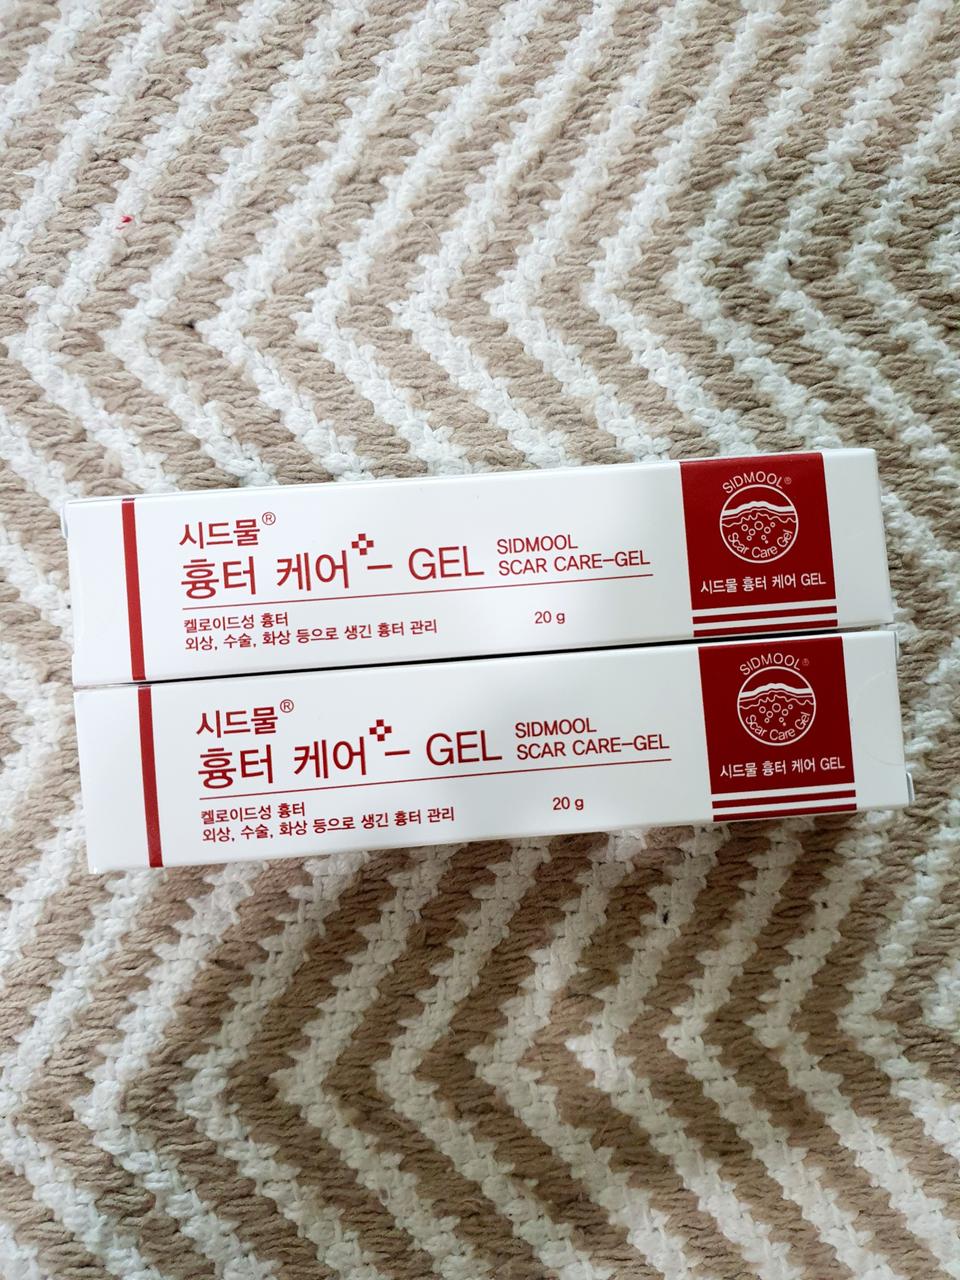 시드물®
흉터 케어 – GEL SIDMOOL
SCAR CARE–GEL
켈로이드성 흉터
외상, 수술, 화상 등으로 생긴 흉터 관리
20 g
SIDMOOL®
Scar Care Gel
시드물 흉터 케어 GEL
시드물®
흉터 케어 – GEL SIDMOOL
SCAR CARE–GEL
켈로이드성 흉터
외상, 수술, 화상 등으로 생긴 흉터 관리
20 g
SIDMOOL®
Scar Care Gel
시드물 흉터 케어 GEL